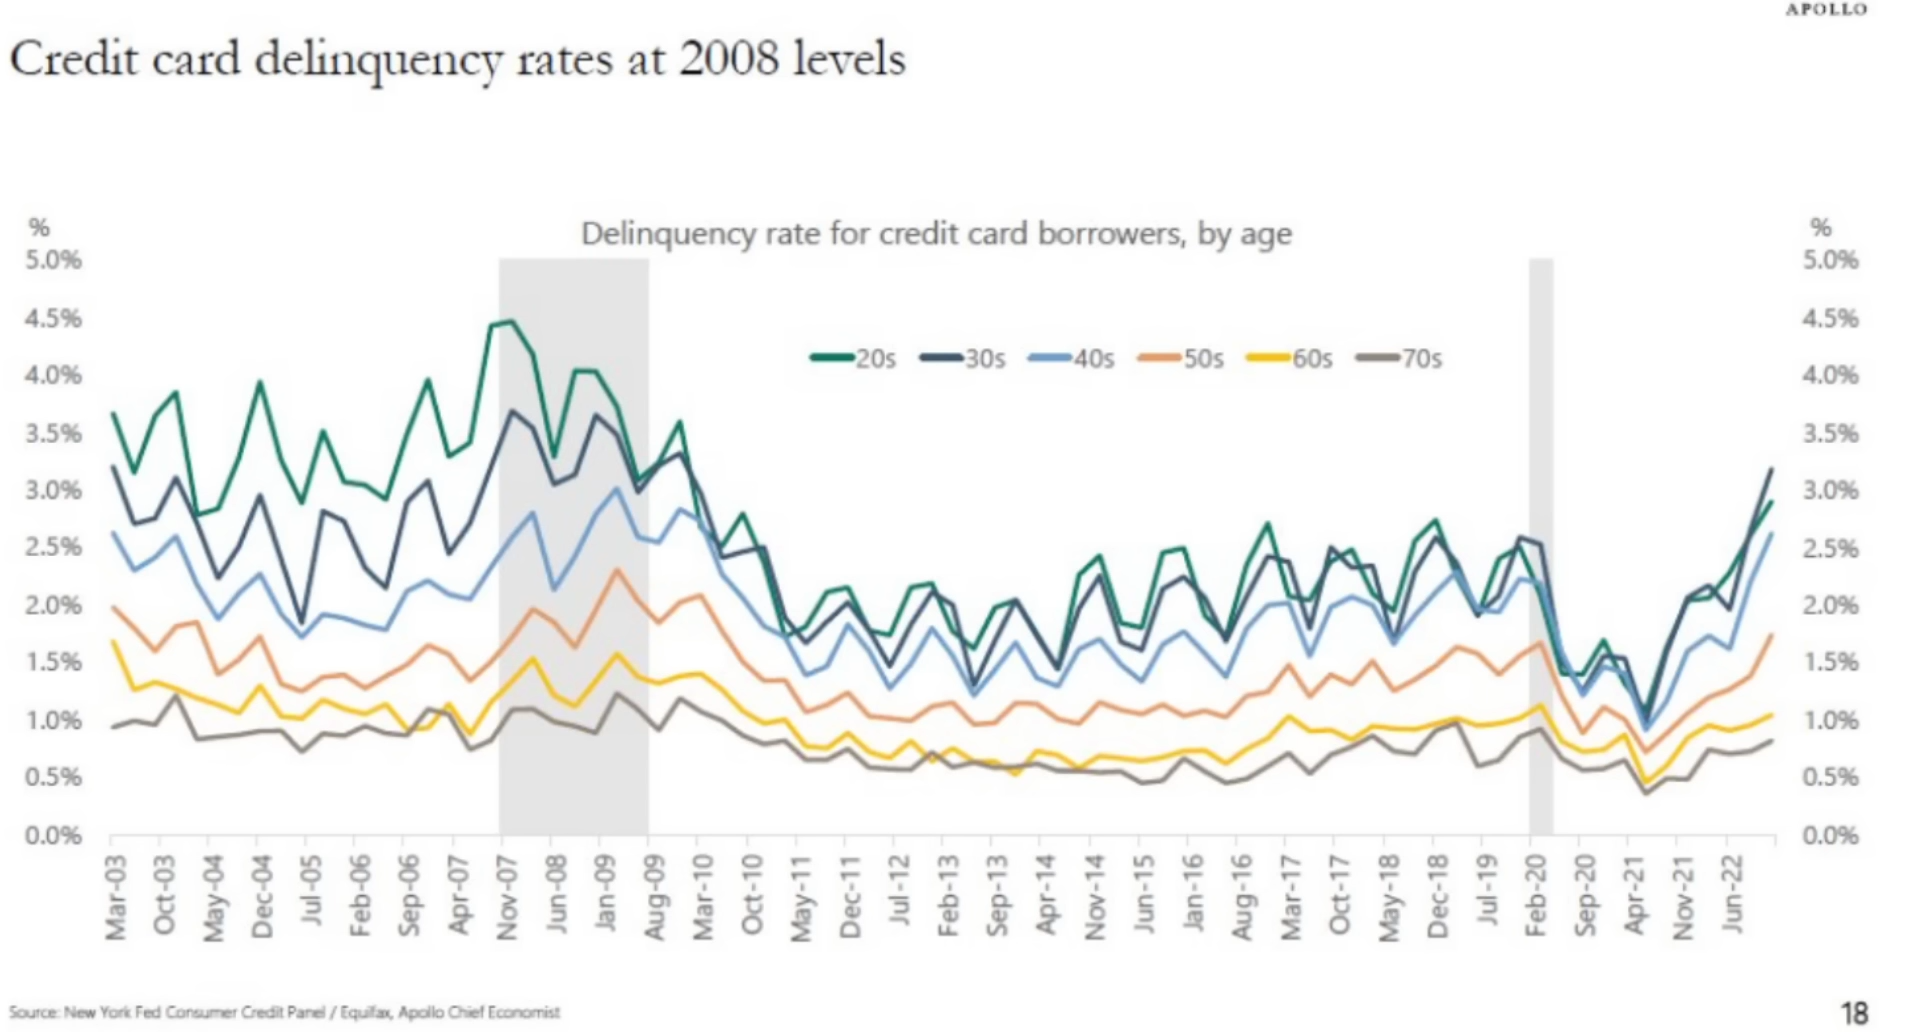 APOLLO
Credit card delinquency rates at 2008 levels
Delinquency rate for credit card borrowers, by age
% %
5.0% 5.0%
4.5% 4.5%
4.0% 4.0%
3.5% 3.5%
3.0% 3.0%
2.5% 2.5%
2.0% 2.0%
1.5% 1.5%
1.0% 1.0%
0.5% 0.5%
0.0% 0.0%
20s 30s 40s 50s 60s 70s
Mar-03
Oct-03
May-04
Dec-04
Jul-05
Feb-06
Sep-06
Apr-07
Nov-07
Jun-08
Jan-09
Aug-09
Mar-10
Oct-10
May-11
Dec-11
Jul-12
Feb-13
Sep-13
Apr-14
Nov-14
Jun-15
Jan-16
Aug-16
Mar-17
Oct-17
May-18
Dec-18
Jul-19
Feb-20
Sep-20
Apr-21
Nov-21
Jun-22
Source: New York Fed Consumer Credit Panel / Equifax, Apollo Chief Economist
18